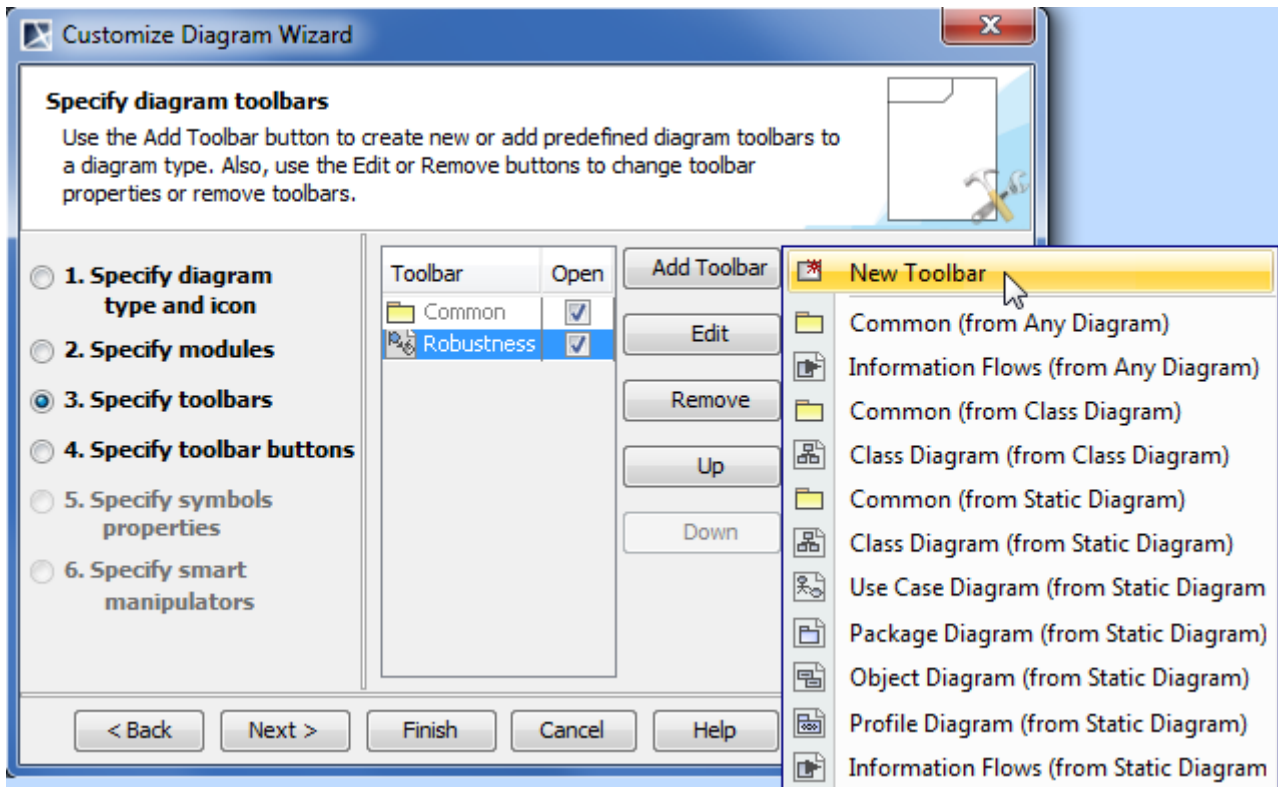 Customize Diagram Wizard
Specify diagram toolbars
Use the Add Toolbar button to create new or add predefined diagram toolbars to
a diagram type. Also, use the Edit or Remove buttons to change toolbar
properties or remove toolbars.
1. Specify diagram
type and icon
2. Specify modules
3. Specify toolbars
4. Specify toolbar buttons
5. Specify symbols
properties
6. Specify smart
manipulators
Toolbar Open
Common
Robustness
Add Toolbar
Edit
Remove
Up
Down
New Toolbar
Common (from Any Diagram)
Information Flows (from Any Diagram)
Common (from Class Diagram)
Class Diagram (from Class Diagram)
Common (from Static Diagram)
Class Diagram (from Static Diagram)
Use Case Diagram (from Static Diagram
Package Diagram (from Static Diagram)
Object Diagram (from Static Diagram)
Profile Diagram (from Static Diagram)
Information Flows (from Static Diagram
< Back Next > Finish Cancel Help